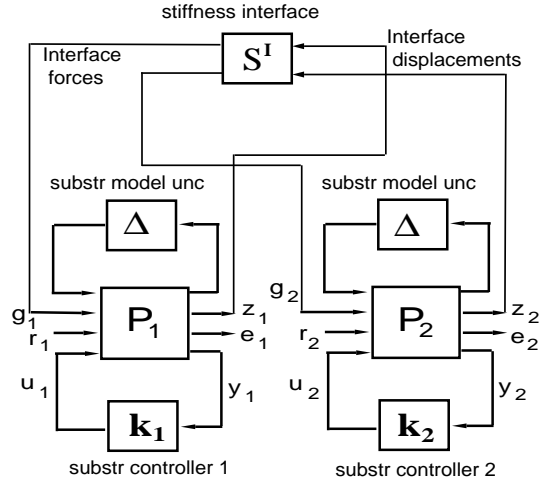 stiffness interface
Interface
forces
S^I
Interface
displacements
substr model unc
substr model unc
Δ
Δ
g_1
r_1
P_1
z_1
e_1
g_2
r_2
P_2
z_2
e_2
u_1
y_1
u_2
y_2
k_1
k_2
substr controller 1
substr controller 2